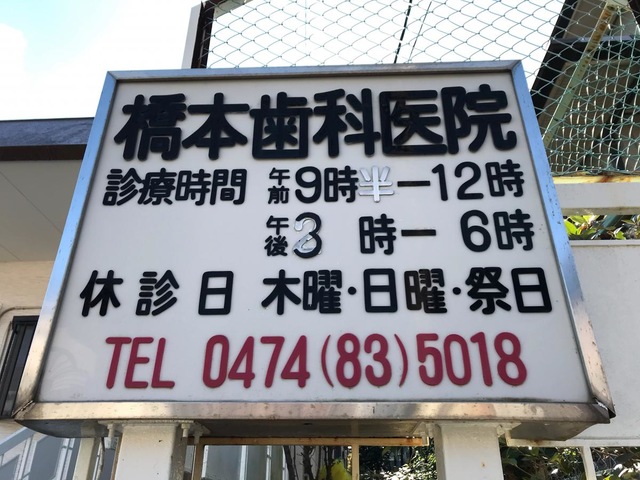 橋本歯科医院
診療時間 午前 9時半ー12時
午後 3時ー 6時
休診日 木曜・日曜・祭日
TEL 0474(83)5018